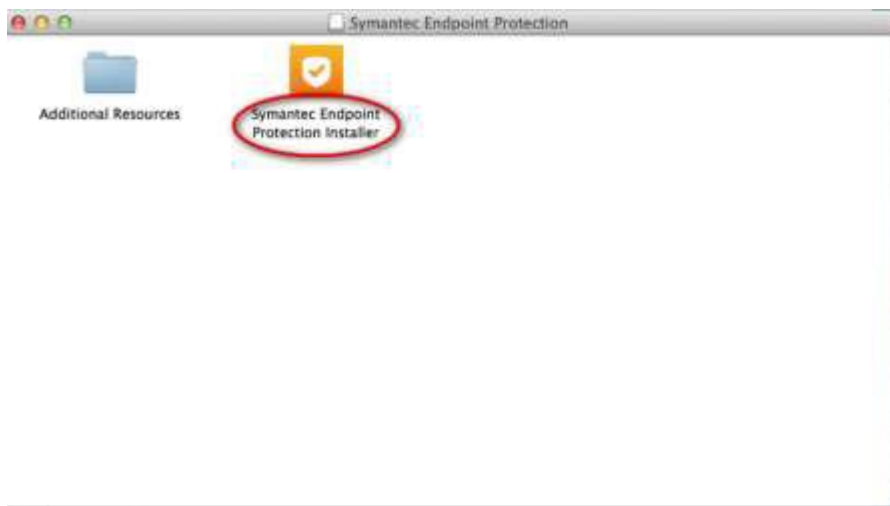 Symantec Endpoint Protection
Additional Resources
Symantec Endpoint
Protection Installer